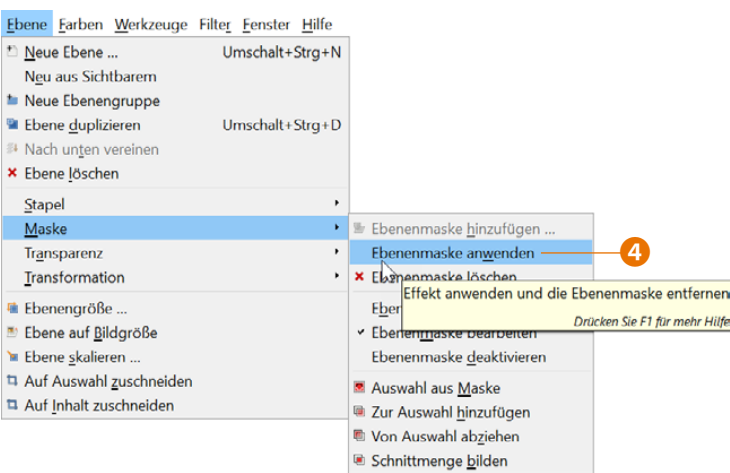 Ebene Farben Werkzeuge Filter Fenster Hilfe
Neue Ebene ... Umschalt+Strg+N
Neu aus Sichtbarem
Neue Ebenengruppe
Ebene duplizieren Umschalt+Strg+D
Nach unten vereinen
Ebene löschen
Stapel
Maske
Transparenz
Transformation
Ebenengröße ...
Ebene auf Bildgröße
Ebene skalieren ...
Auf Auswahl zuschneiden
Auf Inhalt zuschneiden
Ebenenmaske hinzufügen ...
Ebenenmaske anwenden 4
Ebenenmaske löschen
Effekt anwenden und die Ebenenmaske entfernen
Drücken Sie F1 für mehr Hilfe
Ebenenmaske bearbeiten
Ebenenmaske deaktivieren
Auswahl aus Maske
Zur Auswahl hinzufügen
Von Auswahl abziehen
Schnittmenge bilden